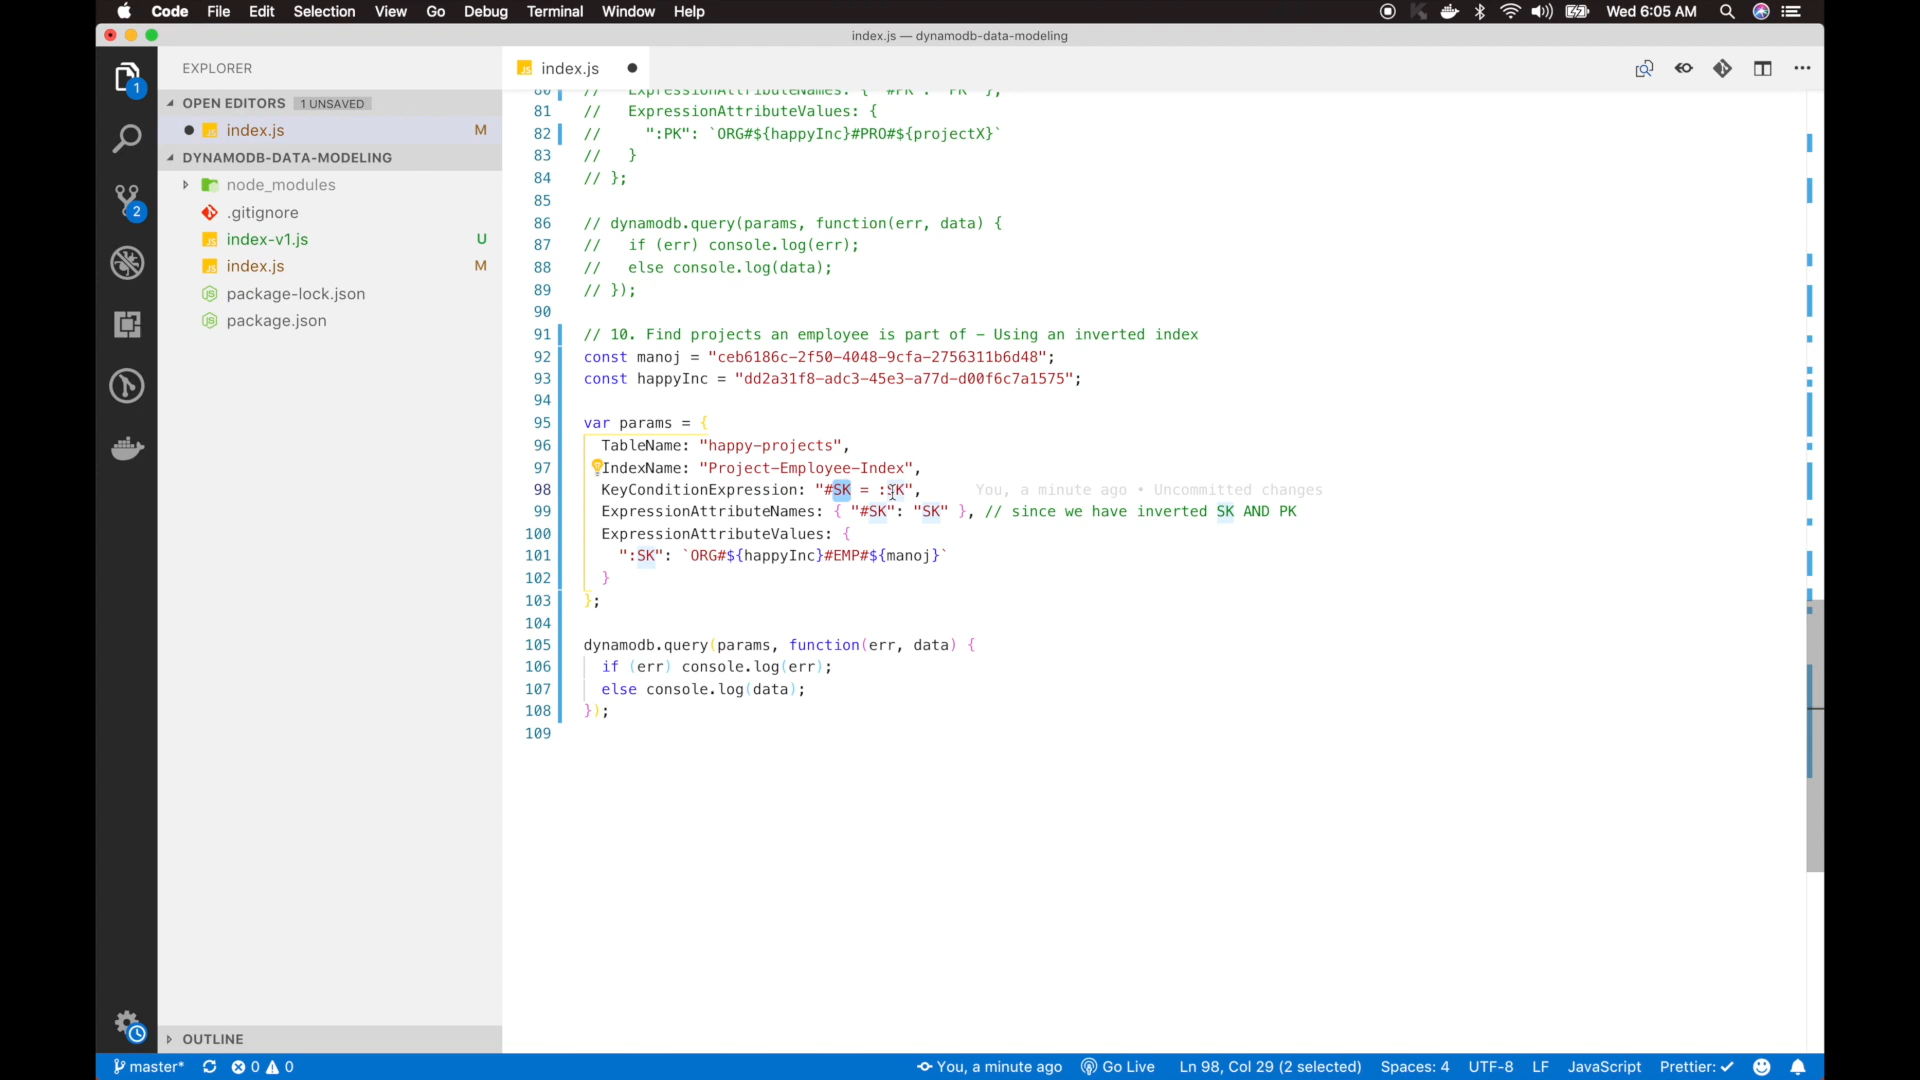 Code File Edit Selection View Go Debug Terminal Window Help
Wed 6:05 AM
index.js — dynamodb-data-modeling
EXPLORER
index.js
OPEN EDITORS 1 UNSAVED
index.js M
DYNAMODB-DATA-MODELING
node_modules
.gitignore
index-v1.js U
index.js M
package-lock.json
package.json
OUTLINE
1
2
80 // ExpressionAttributeNames: { "#PK": "PK" },
81 // ExpressionAttributeValues: {
82 // ":PK": `ORG#${happyInc}#PRO#${projectX}`
83 // }
84 // };
85
86 // dynamodb.query(params, function(err, data) {
87 // if (err) console.log(err);
88 // else console.log(data);
89 // });
90
91 // 10. Find projects an employee is part of – Using an inverted index
92 const manoj = "ceb6186c-2f50-4048-9cfa-2756311b6d48";
93 const happyInc = "dd2a31f8-adc3-45e3-a77d-d00f6c7a1575";
94
95 var params = {
96 TableName: "happy-projects",
97 IndexName: "Project-Employee-Index",
98 KeyConditionExpression: "#SK = :SK", You, a minute ago • Uncommitted changes
99 ExpressionAttributeNames: { "#SK": "SK" }, // since we have inverted SK AND PK
100 ExpressionAttributeValues: {
101 ":SK": `ORG#${happyInc}#EMP#${manoj}`
102 }
103 };
104
105 dynamodb.query(params, function(err, data) {
106 if (err) console.log(err);
107 else console.log(data);
108 });
109
master* 0 0 You, a minute ago Go Live Ln 98, Col 29 (2 selected) Spaces: 4 UTF-8 LF JavaScript Prettier: ✓